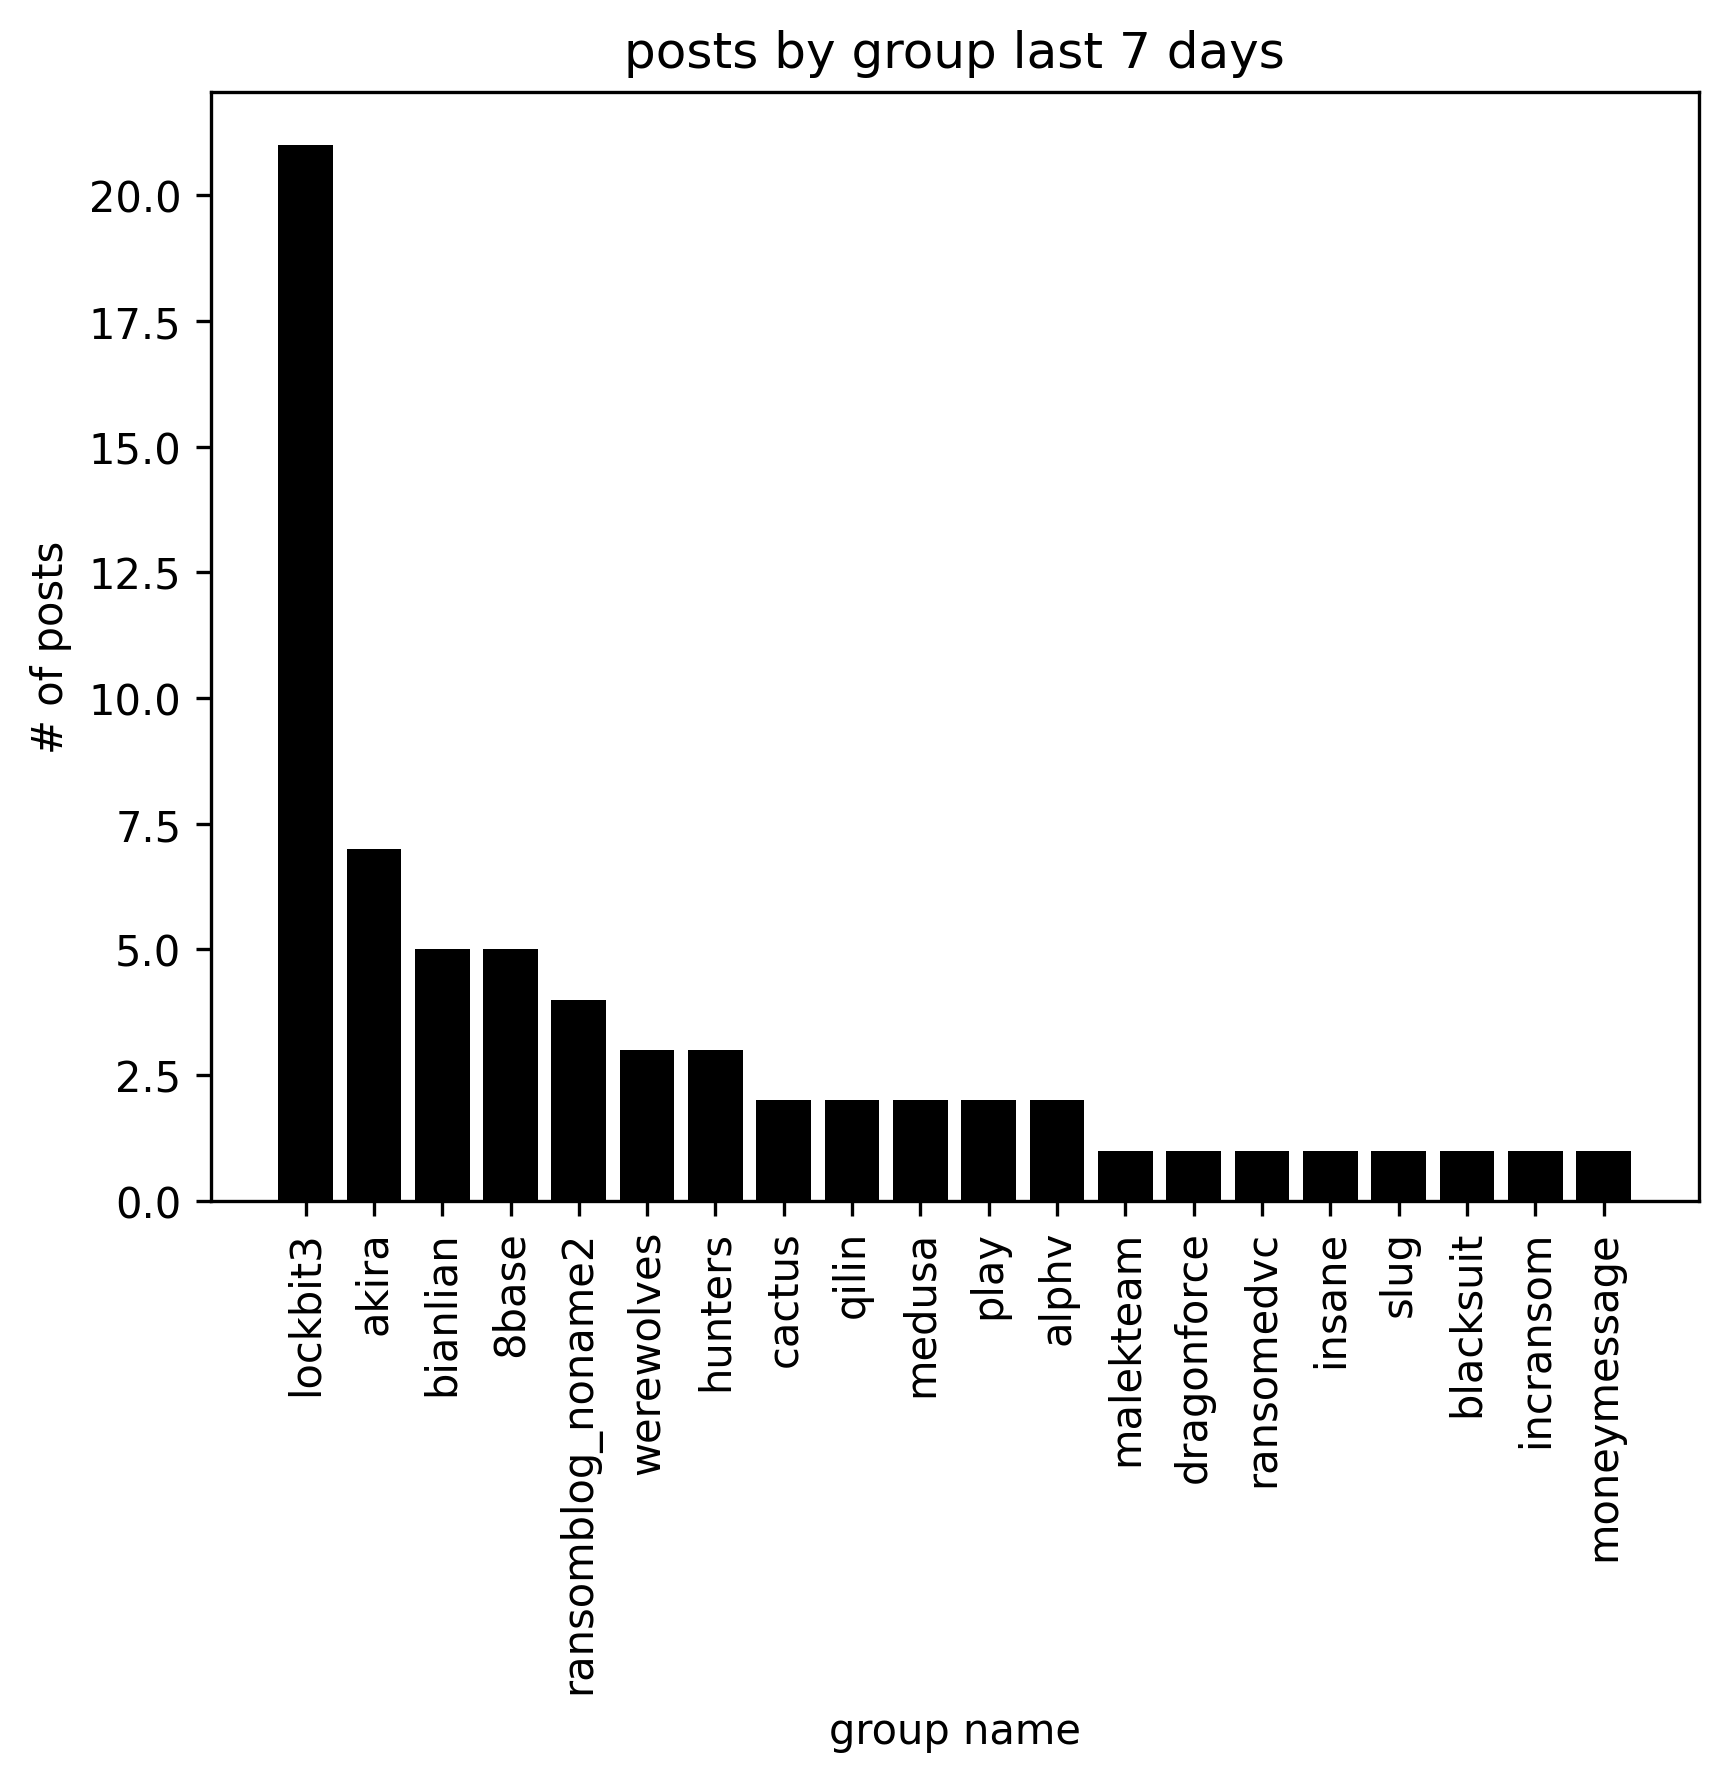 posts by group last 7 days
# of posts
20.0
17.5
15.0
12.5
10.0
7.5
5.0
2.5
0.0
lockbit3
akira
bianlian
8base
ransomblog_noname2
werewolves
hunters
cactus
qilin
medusa
play
alphv
malekteam
dragonforce
ransomedvc
insane
slug
blacksuit
incransom
moneymessage
group name